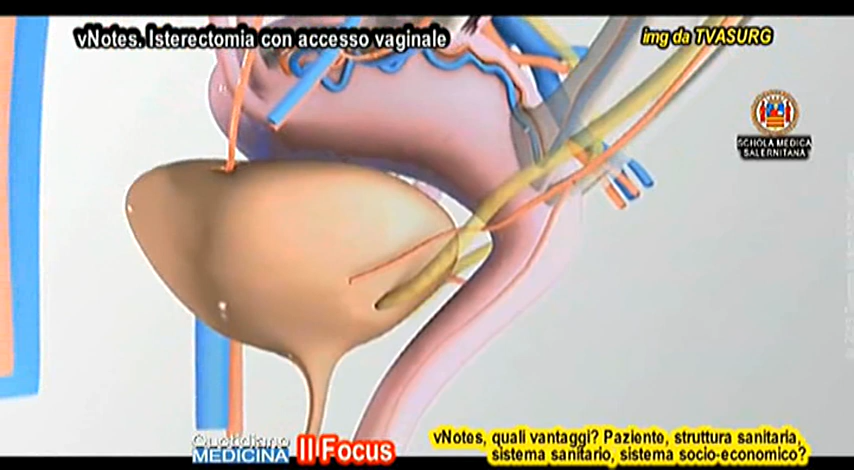 vNotes. Isterectomia con accesso vaginale
img da TVASURG
SCHOLA MEDICA
SALERNITANA
Quotidiano
MEDICINA Il Focus
vNotes, quali vantaggi? Paziente, struttura sanitaria,
sistema sanitario, sistema socio-economico?